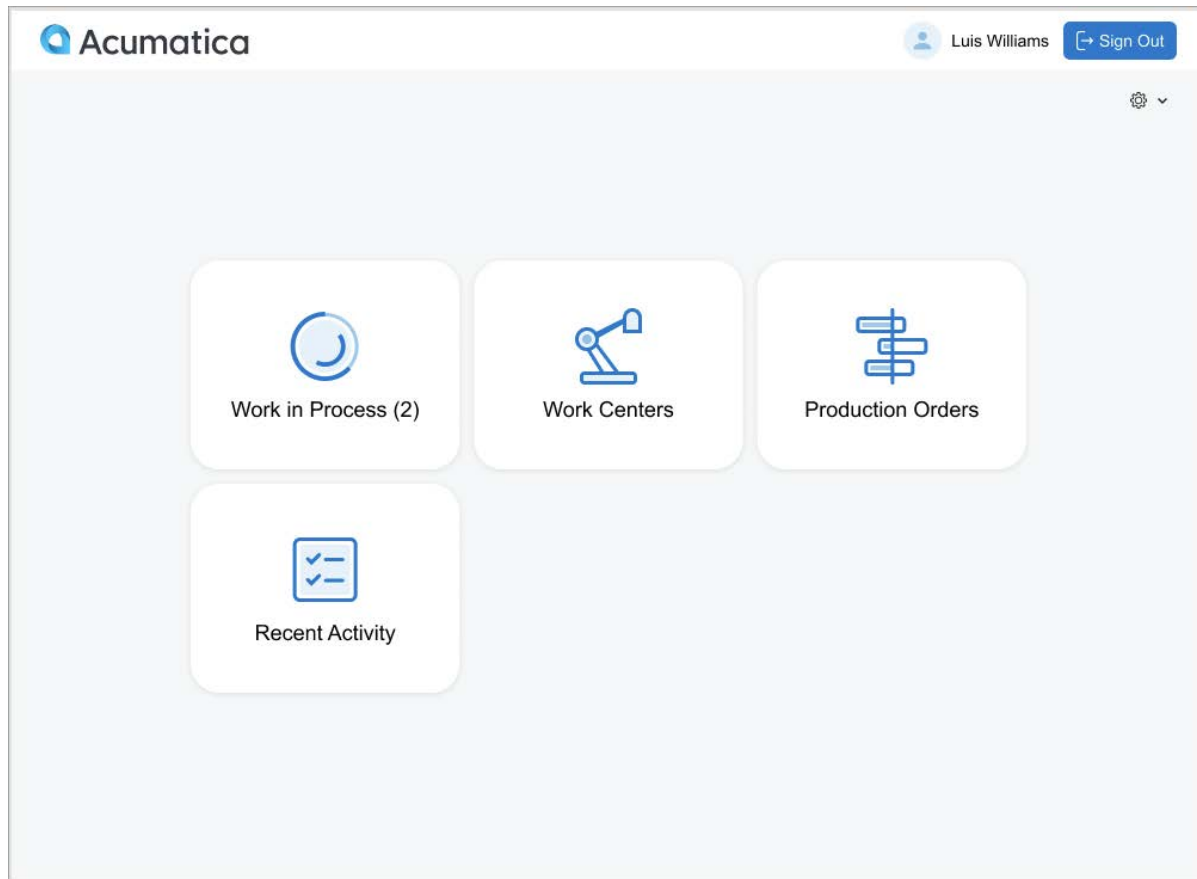 Acumatica
Luis Williams
Sign Out
Work in Process (2)
Work Centers
Production Orders
Recent Activity